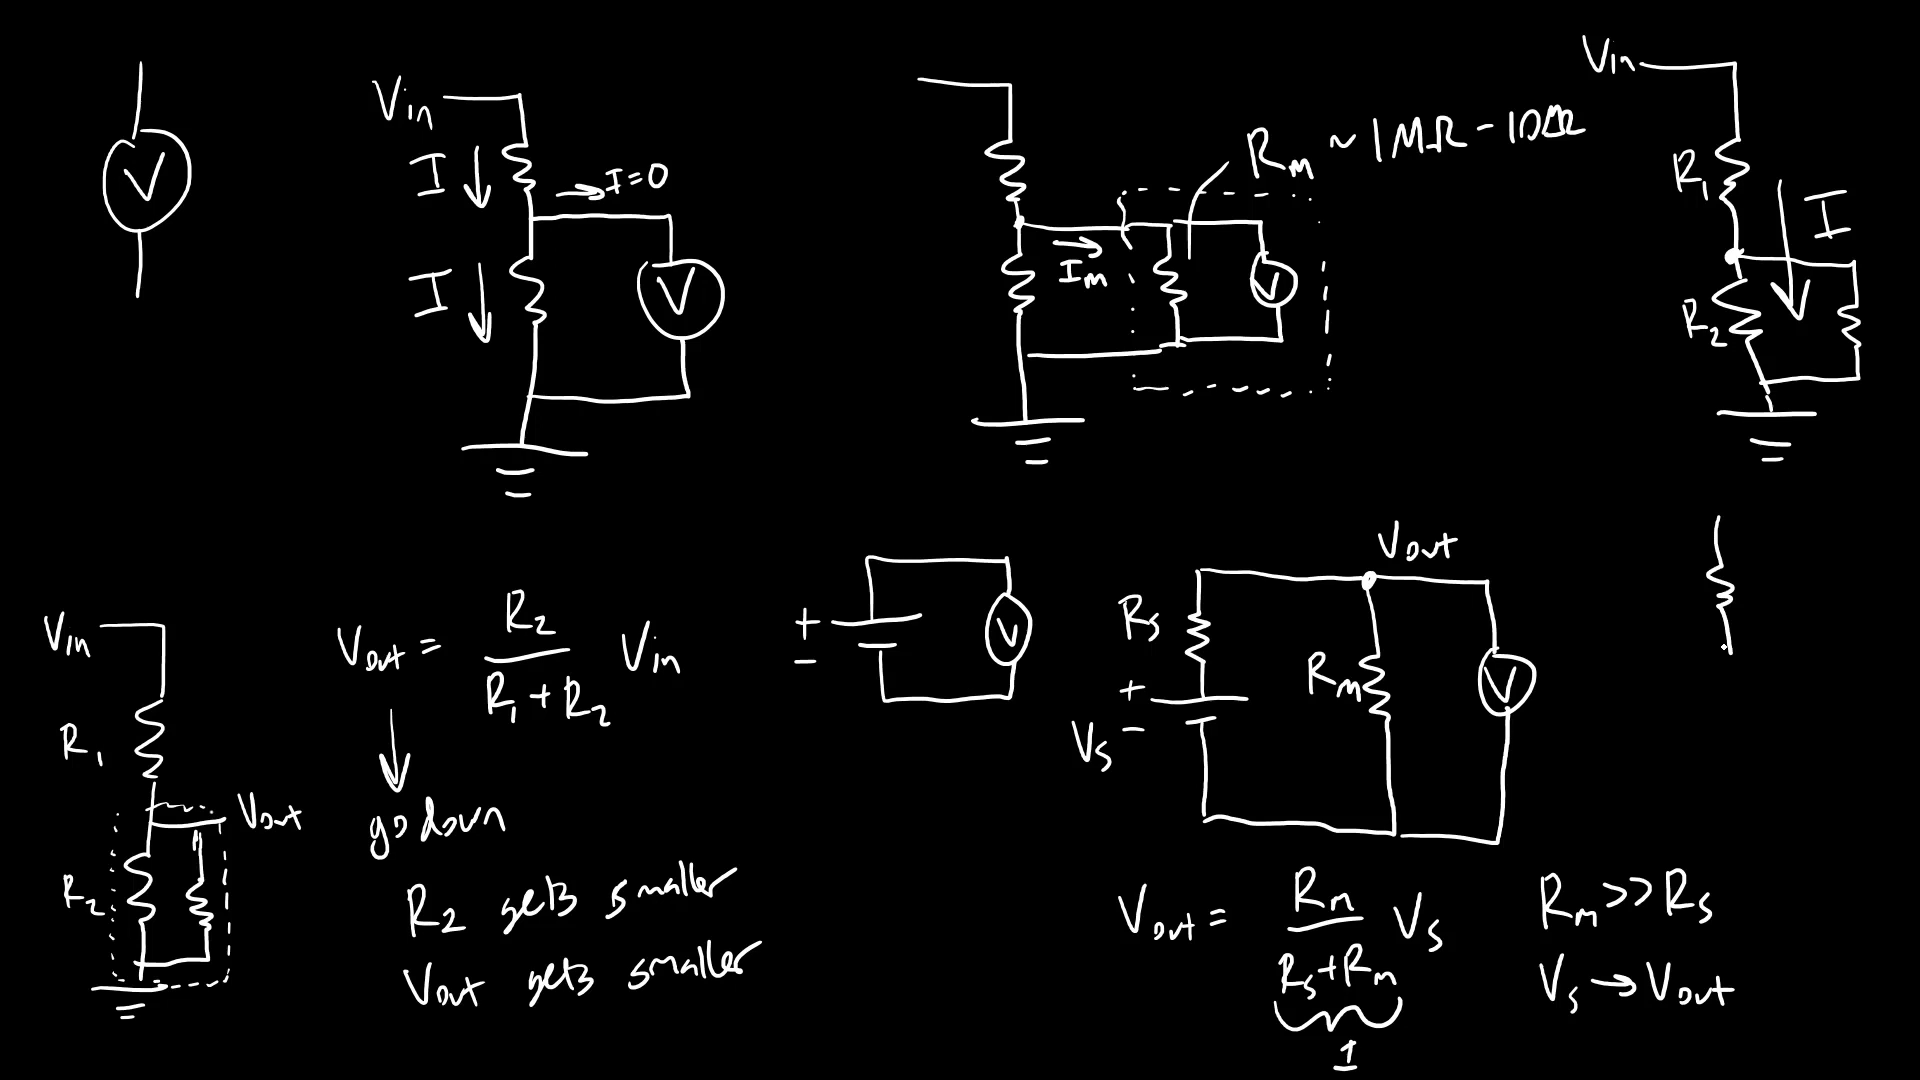 V
Vin
I
I=0
I
V
Rm ~ 1MΩ - 10MΩ
Im
V
Vin
R1
I
R2
Vin
R1
Vout
R2
Vout = R2 / (R1 + R2) Vin
go down
R2 gets smaller
Vout gets smaller
+
-
V
Vout
Rs
+
-
Vs
Rm
V
Vout = Rm / (Rs + Rm) Vs
1
Rm >> Rs
Vs → Vout